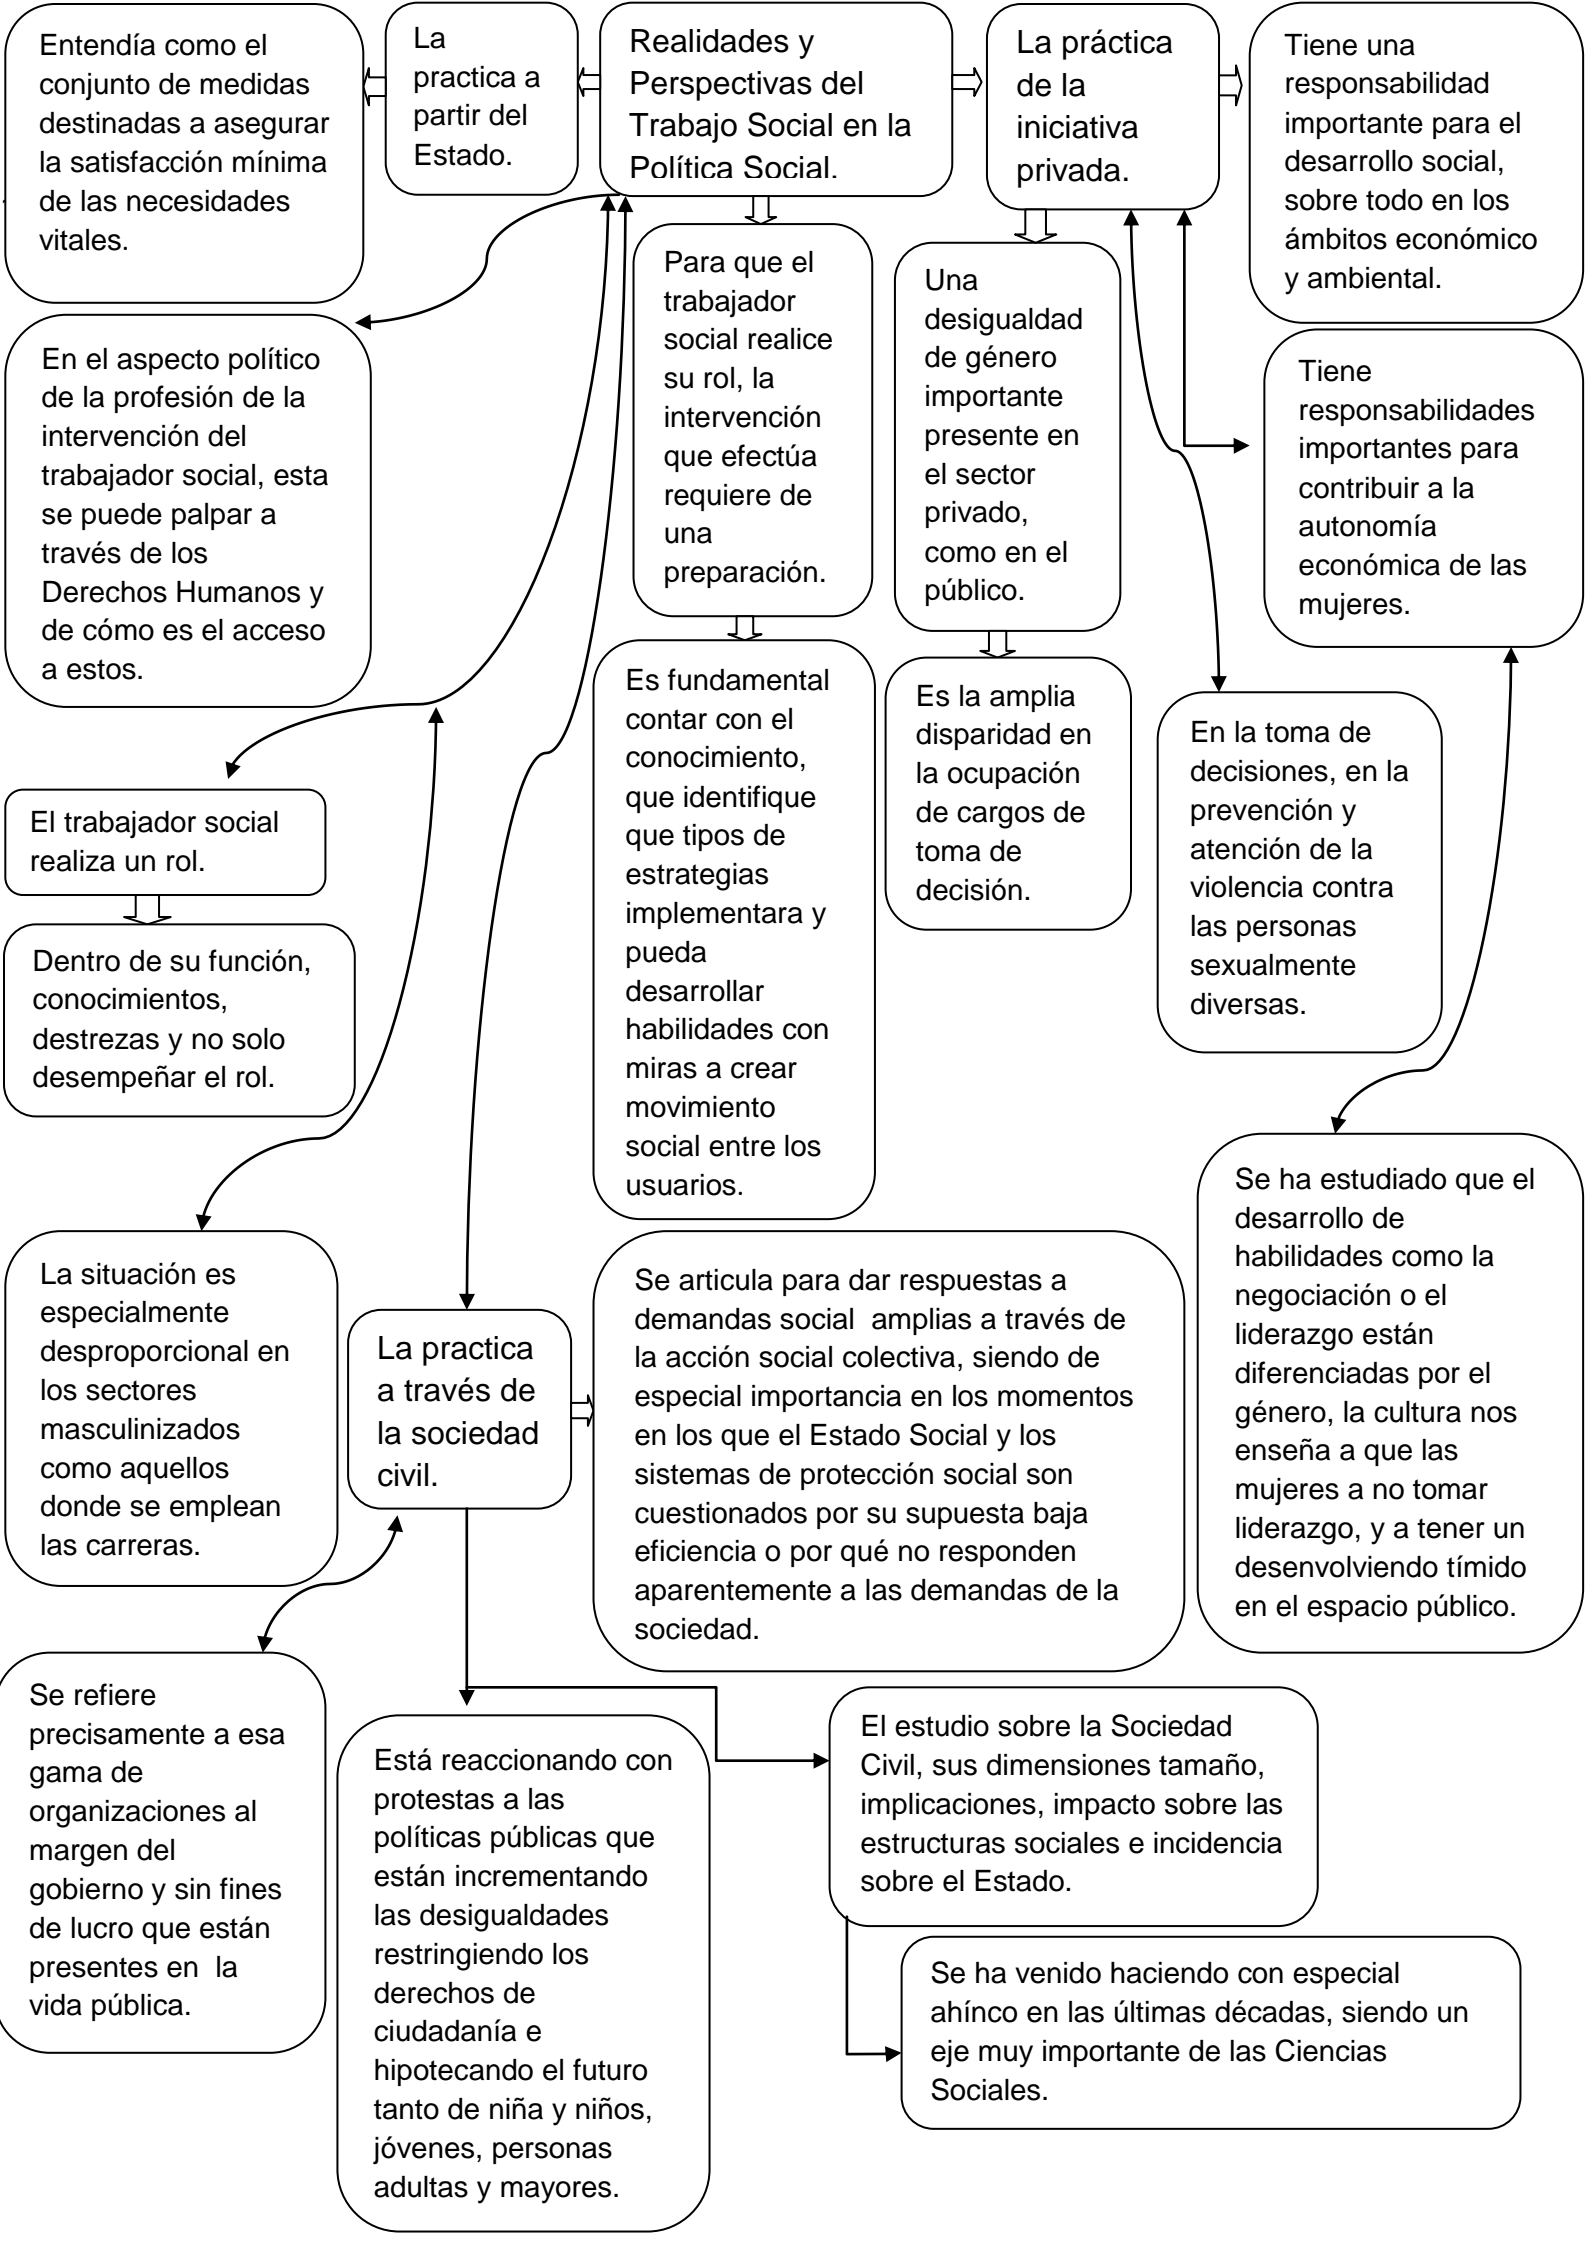 Entendía como el
conjunto de medidas
destinadas a asegurar
la satisfacción mínima
de las necesidades
vitales.
La
practica a
partir del
Estado.
Realidades y
Perspectivas del
Trabajo Social en la
Política Social.
La práctica
de la
iniciativa
privada.
Tiene una
responsabilidad
importante para el
desarrollo social,
sobre todo en los
ámbitos económico
y ambiental.
En el aspecto político
de la profesión de la
intervención del
trabajador social, esta
se puede palpar a
través de los
Derechos Humanos y
de cómo es el acceso
a estos.
Para que el
trabajador
social realice
su rol, la
intervención
que efectúa
requiere de
una
preparación.
Una
desigualdad
de género
importante
presente en
el sector
privado,
como en el
público.
Tiene
responsabilidades
importantes para
contribuir a la
autonomía
económica de las
mujeres.
Es fundamental
contar con el
conocimiento,
que identifique
que tipos de
estrategias
implementara y
pueda
desarrollar
habilidades con
miras a crear
movimiento
social entre los
usuarios.
Es la amplia
disparidad en
la ocupación
de cargos de
toma de
decisión.
En la toma de
decisiones, en la
prevención y
atención de la
violencia contra
las personas
sexualmente
diversas.
El trabajador social
realiza un rol.
Dentro de su función,
conocimientos,
destrezas y no solo
desempeñar el rol.
La situación es
especialmente
desproporcional en
los sectores
masculinizados
como aquellos
donde se emplean
las carreras.
La practica
a través de
la sociedad
civil.
Se articula para dar respuestas a
demandas social  amplias a través de
la acción social colectiva, siendo de
especial importancia en los momentos
en los que el Estado Social y los
sistemas de protección social son
cuestionados por su supuesta baja
eficiencia o por qué no responden
aparentemente a las demandas de la
sociedad.
Se ha estudiado que el
desarrollo de
habilidades como la
negociación o el
liderazgo están
diferenciadas por el
género, la cultura nos
enseña a que las
mujeres a no tomar
liderazgo, y a tener un
desenvolviendo tímido
en el espacio público.
Se refiere
precisamente a esa
gama de
organizaciones al
margen del
gobierno y sin fines
de lucro que están
presentes en  la
vida pública.
Está reaccionando con
protestas a las
políticas públicas que
están incrementando
las desigualdades
restringiendo los
derechos de
ciudadanía e
hipotecando el futuro
tanto de niña y niños,
jóvenes, personas
adultas y mayores.
El estudio sobre la Sociedad
Civil, sus dimensiones tamaño,
implicaciones, impacto sobre las
estructuras sociales e incidencia
sobre el Estado.
Se ha venido haciendo con especial
ahínco en las últimas décadas, siendo un
eje muy importante de las Ciencias
Sociales.